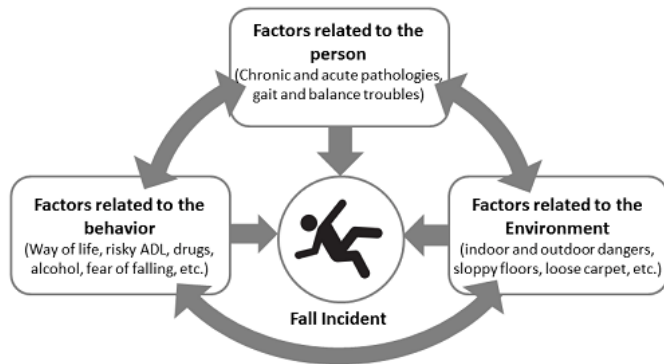 Factors related to the
person
(Chronic and acute pathologies,
gait and balance troubles)
Factors related to the
behavior
(Way of life, risky ADL, drugs,
alcohol, fear of falling, etc.)
Factors related to the
Environment
(indoor and outdoor dangers,
sloppy floors, loose carpet, etc.)
Fall Incident